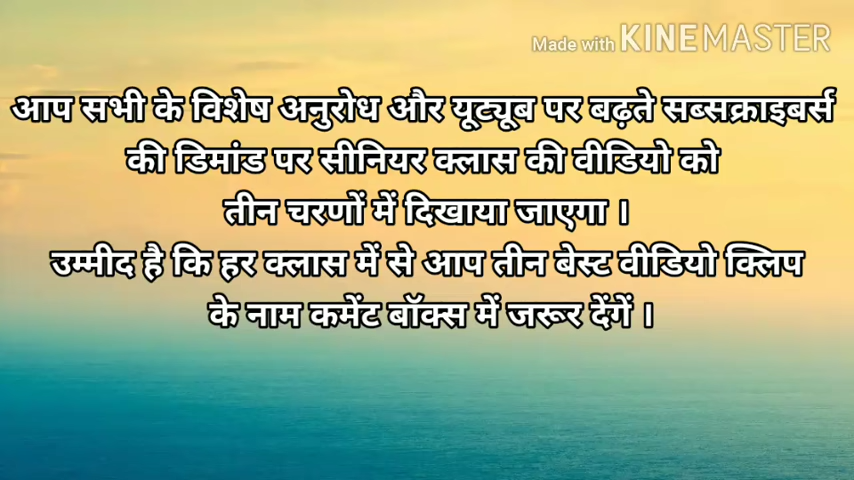 Made with KINEMASTER
आप सभी के विशेष अनुरोध और यूट्यूब पर बढ़ते सब्सक्राइबर्स
की डिमांड पर सीनियर क्लास की वीडियो को
तीन चरणों में दिखाया जाएगा ।
उम्मीद है कि हर क्लास में से आप तीन बेस्ट वीडियो क्लिप
के नाम कमेंट बॉक्स में जरूर देंगें ।